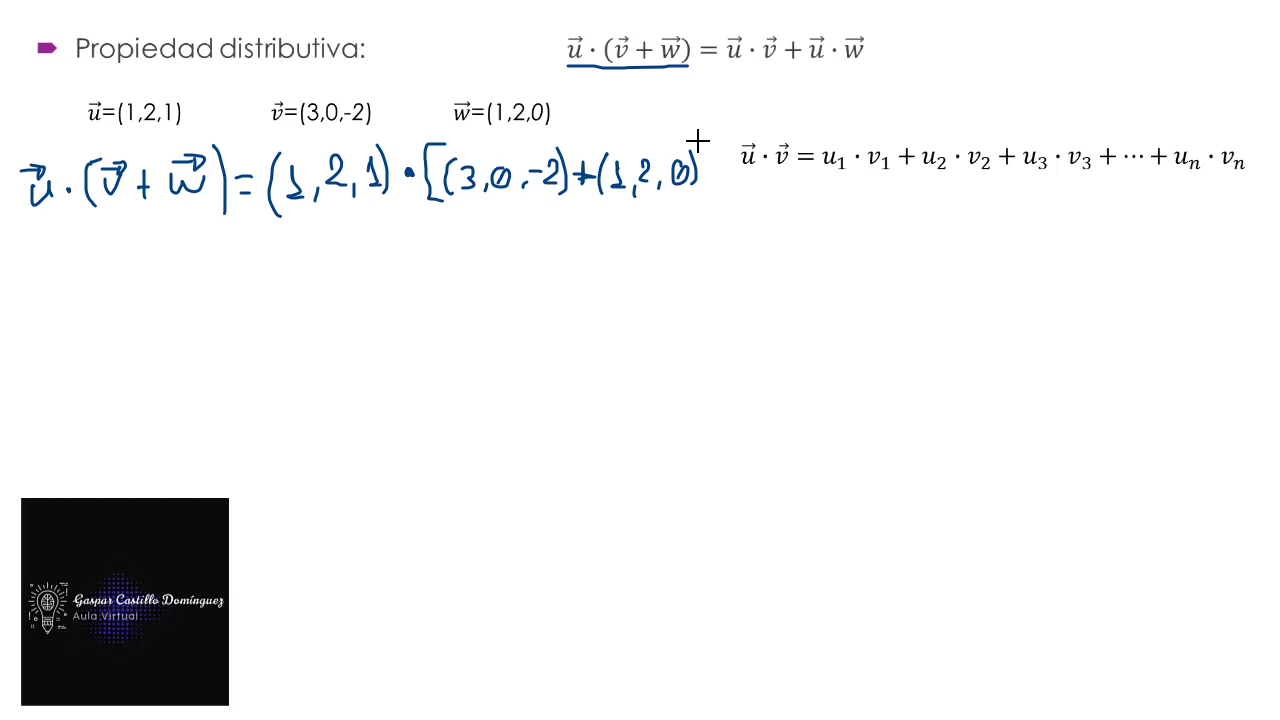 Propiedad distributiva: u⃗ · (v⃗ + w⃗) = u⃗ · v⃗ + u⃗ · w⃗
u⃗=(1,2,1) v⃗=(3,0,-2) w⃗=(1,2,0)
u⃗ · (v⃗ + w⃗) = (1, 2, 1) · [(3, 0, -2) + (1, 2, 0)
u⃗ · v⃗ = u₁ · v₁ + u₂ · v₂ + u₃ · v₃ + ⋯ + uₙ · vₙ
Gaspar Castillo Domínguez
Aula Virtual